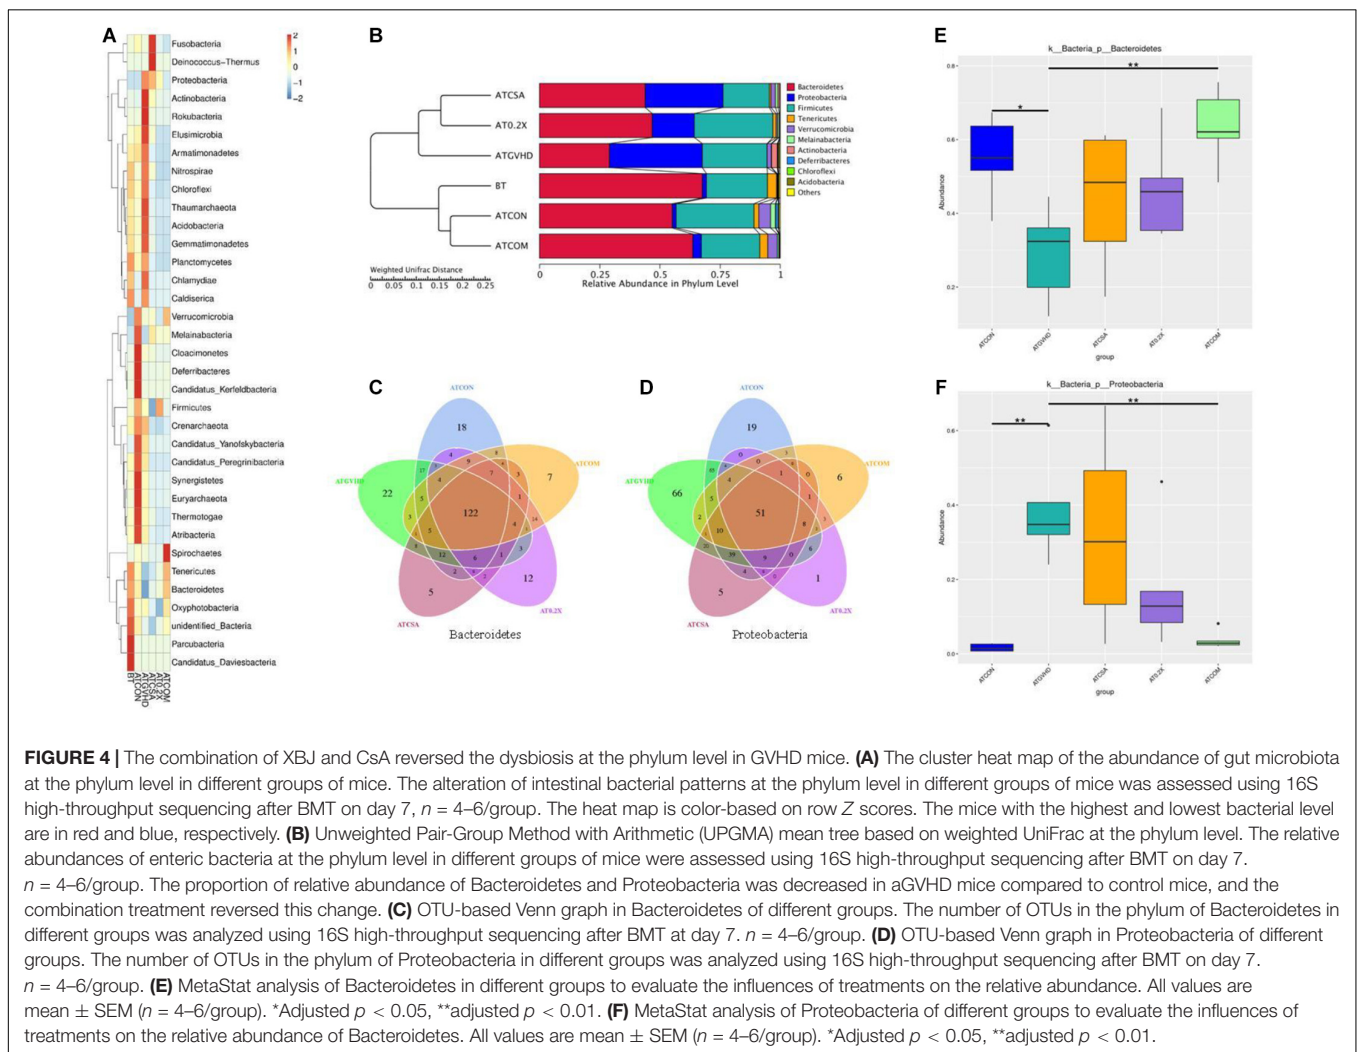 A
2
1
0
−1
−2
Fusobacteria
Deinococcus−Thermus
Proteobacteria
Actinobacteria
Rokubacteria
Elusimicrobia
Armatimonadetes
Nitrospirae
Chloroflexi
Thaumarchaeota
Acidobacteria
Gemmatimonadetes
Planctomycetes
Chlamydiae
Caldiserica
Verrucomicrobia
Melainabacteria
Cloacimonetes
Deferribacteres
Candidatus_Kerfeldbacteria
Firmicutes
Crenarchaeota
Candidatus_Yanofskybacteria
Candidatus_Peregrinibacteria
Synergistetes
Euryarchaeota
Thermotogae
Atribacteria
Spirochaetes
Tenericutes
Bacteroidetes
Oxyphotobacteria
unidentified_Bacteria
Parcubacteria
Candidatus_Daviesbacteria
BT
ATCON
ATGVHD
ATCSA
AT0.2X
ATCOM
B
ATCSA
AT0.2X
ATGVHD
BT
ATCON
ATCOM
Weighted Unifrac Distance
0 0.05 0.1 0.15 0.2 0.25
0 0.25 0.5 0.75 1
Relative Abundance in Phylum Level
Bacteroidetes
Proteobacteria
Firmicutes
Tenericutes
Verrucomicrobia
Melainabacteria
Actinobacteria
Deferribacteres
Chloroflexi
Acidobacteria
Others
C
ATCON
18
ATCOM
7
ATGVHD
22
122
12
AT0.2X
5
ATCSA
Bacteroidetes
D
ATCON
19
ATCOM
6
ATGVHD
66
51
1
AT0.2X
5
ATCSA
Proteobacteria
E
k__Bacteria_p__Bacteroidetes
**
*
0.8
0.6
0.4
0.2
Abundance
ATCON
ATGVHD
ATCSA
AT0.2X
ATCOM
group
F
k__Bacteria_p__Proteobacteria
**
**
0.6
0.4
0.2
0.0
Abundance
ATCON
ATGVHD
ATCSA
AT0.2X
ATCOM
group
FIGURE 4 | The combination of XBJ and CsA reversed the dysbiosis at the phylum level in GVHD mice. (A) The cluster heat map of the abundance of gut microbiota
at the phylum level in different groups of mice. The alteration of intestinal bacterial patterns at the phylum level in different groups of mice was assessed using 16S
high-throughput sequencing after BMT on day 7, n = 4–6/group. The heat map is color-based on row Z scores. The mice with the highest and lowest bacterial level
are in red and blue, respectively. (B) Unweighted Pair-Group Method with Arithmetic (UPGMA) mean tree based on weighted UniFrac at the phylum level. The relative
abundances of enteric bacteria at the phylum level in different groups of mice were assessed using 16S high-throughput sequencing after BMT on day 7.
n = 4–6/group. The proportion of relative abundance of Bacteroidetes and Proteobacteria was decreased in aGVHD mice compared to control mice, and the
combination treatment reversed this change. (C) OTU-based Venn graph in Bacteroidetes of different groups. The number of OTUs in the phylum of Bacteroidetes in
different groups was analyzed using 16S high-throughput sequencing after BMT at day 7. n = 4–6/group. (D) OTU-based Venn graph in Proteobacteria of different
groups. The number of OTUs in the phylum of Proteobacteria in different groups was analyzed using 16S high-throughput sequencing after BMT on day 7.
n = 4–6/group. (E) MetaStat analysis of Bacteroidetes in different groups to evaluate the influences of treatments on the relative abundance. All values are
mean ± SEM (n = 4–6/group). *Adjusted p < 0.05, **adjusted p < 0.01. (F) MetaStat analysis of Proteobacteria of different groups to evaluate the influences of
treatments on the relative abundance of Bacteroidetes. All values are mean ± SEM (n = 4–6/group). *Adjusted p < 0.05, **adjusted p < 0.01.